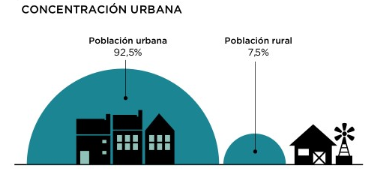 CONCENTRACIÓN URBANA
Población urbana
92,5%
Población rural
7,5%